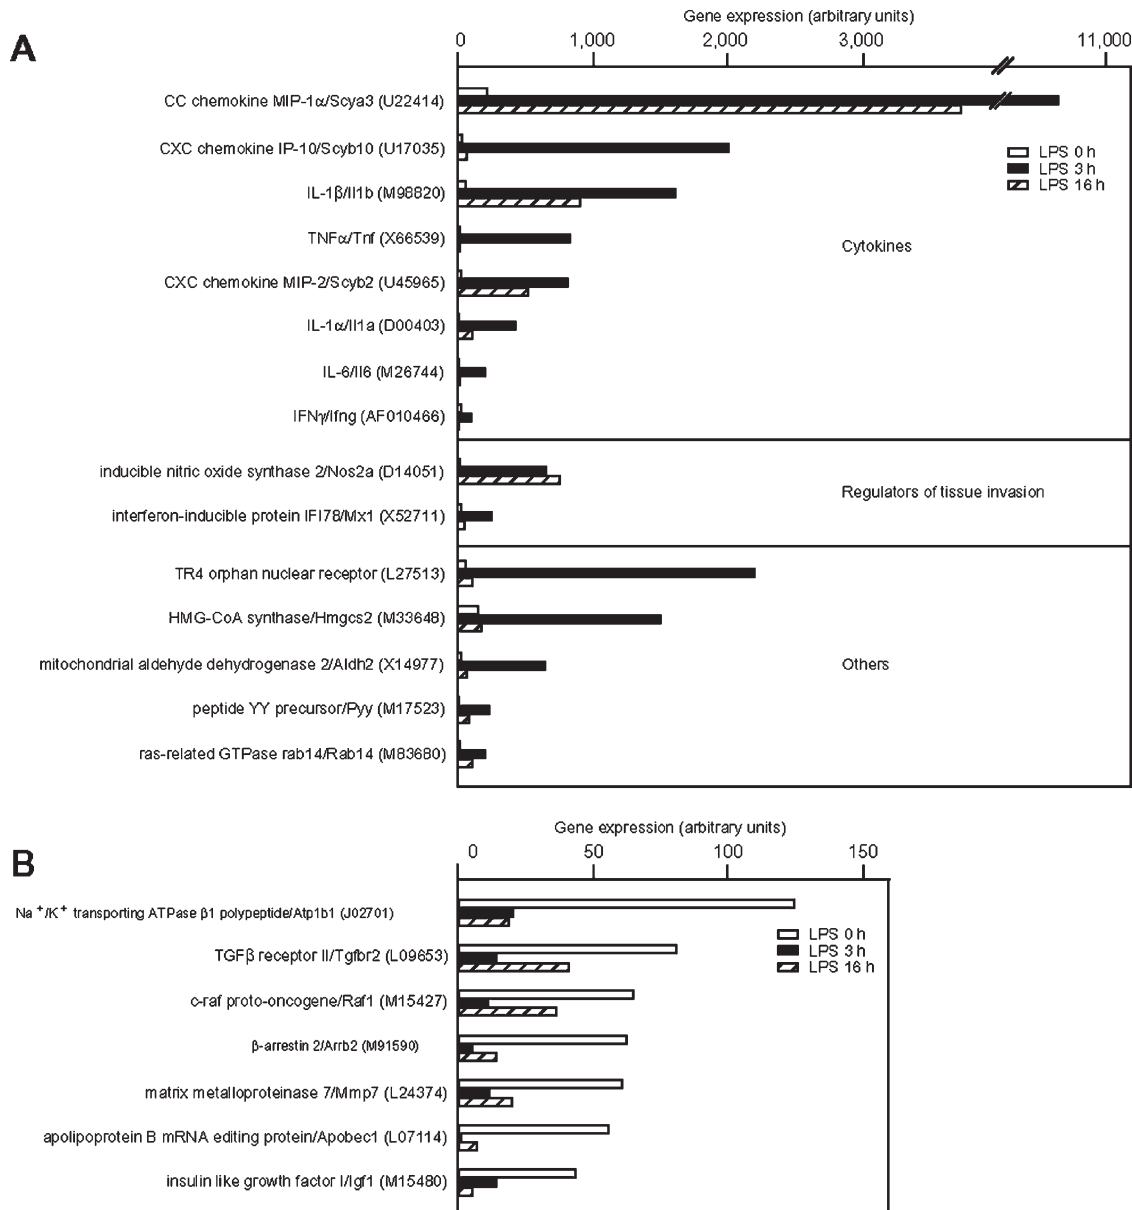 A
Gene expression (arbitrary units)
0 1,000 2,000 3,000 11,000
CC chemokine MIP-1α/Scya3 (U22414)
CXC chemokine IP-10/Scyb10 (U17035)
LPS 0 h
LPS 3 h
LPS 16 h
IL-1β/Il1b (M98820)
TNFα/Tnf (X66539)
Cytokines
CXC chemokine MIP-2/Scyb2 (U45965)
IL-1α/Il1a (D00403)
IL-6/Il6 (M26744)
IFNγ/Ifng (AF010466)
inducible nitric oxide synthase 2/Nos2a (D14051)
Regulators of tissue invasion
interferon-inducible protein IFI78/Mx1 (X52711)
TR4 orphan nuclear receptor (L27513)
HMG-CoA synthase/Hmgcs2 (M33648)
mitochondrial aldehyde dehydrogenase 2/Aldh2 (X14977)
Others
peptide YY precursor/Pyy (M17523)
ras-related GTPase rab14/Rab14 (M83680)
B
Gene expression (arbitrary units)
0 50 100 150
Na⁺/K⁺ transporting ATPase β1 polypeptide/Atp1b1 (J02701)
LPS 0 h
LPS 3 h
LPS 16 h
TGFβ receptor II/Tgfbr2 (L09653)
c-raf proto-oncogene/Raf1 (M15427)
β-arrestin 2/Arrb2 (M91590)
matrix metalloproteinase 7/Mmp7 (L24374)
apolipoprotein B mRNA editing protein/Apobec1 (L07114)
insulin like growth factor I/Igf1 (M15480)